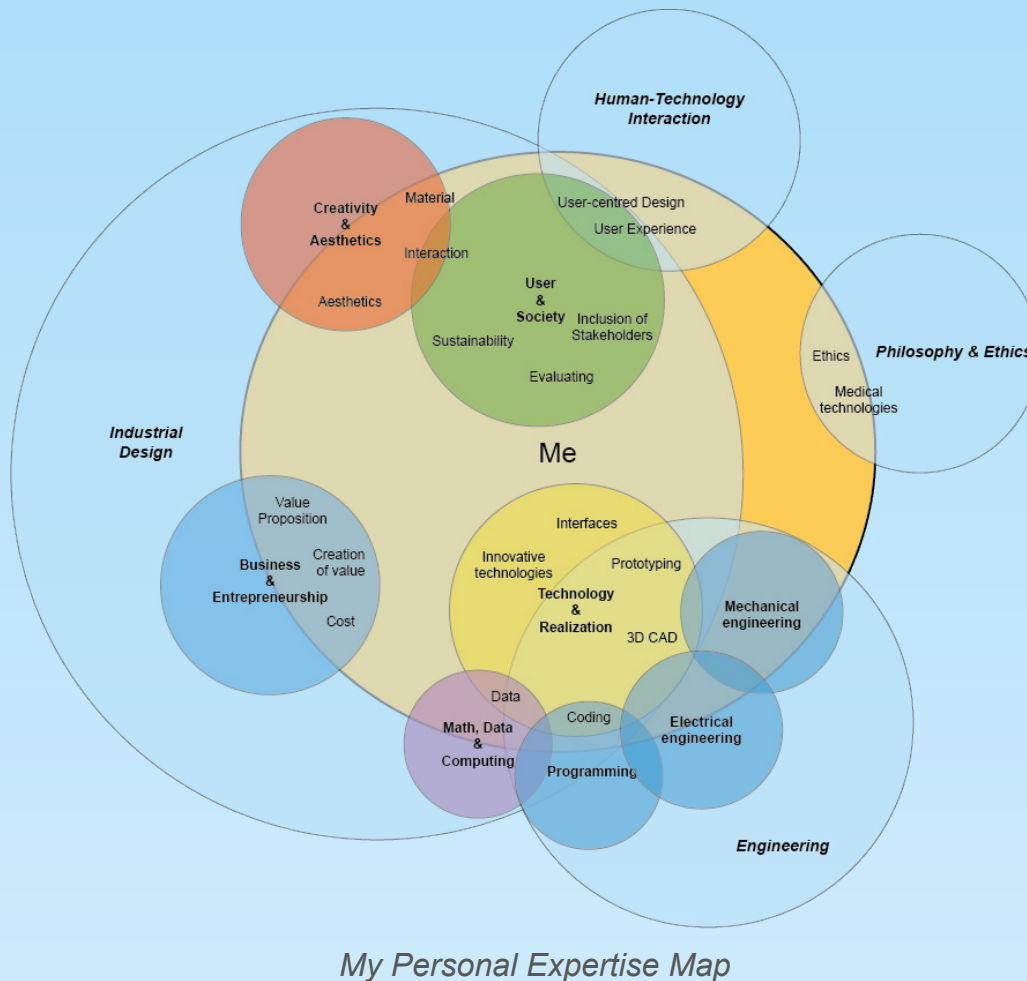 Human-Technology
Interaction
Creativity
&
Aesthetics
Material
Interaction
Aesthetics
User-centred Design
User Experience
User
&
Society
Sustainability
Inclusion of
Stakeholders
Evaluating
Philosophy & Ethics
Ethics
Medical
technologies
Industrial
Design
Me
Value
Proposition
Business
&
Entrepreneurship
Creation
of value
Cost
Interfaces
Innovative
technologies
Prototyping
Technology
&
Realization
3D CAD
Mechanical
engineering
Data
Math, Data
&
Computing
Coding
Programming
Electrical
engineering
Engineering
My Personal Expertise Map